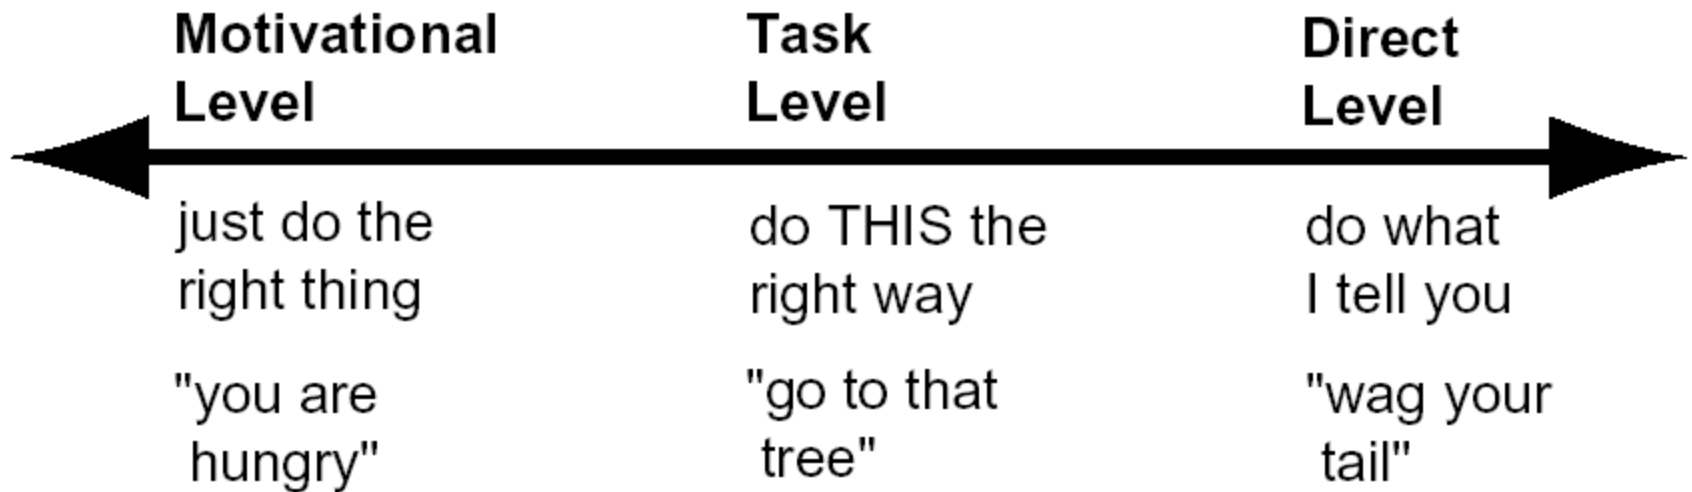 Motivational
Level
Task
Level
Direct
Level
just do the
right thing
do THIS the
right way
do what
I tell you
"you are
hungry"
"go to that
tree"
"wag your
tail"